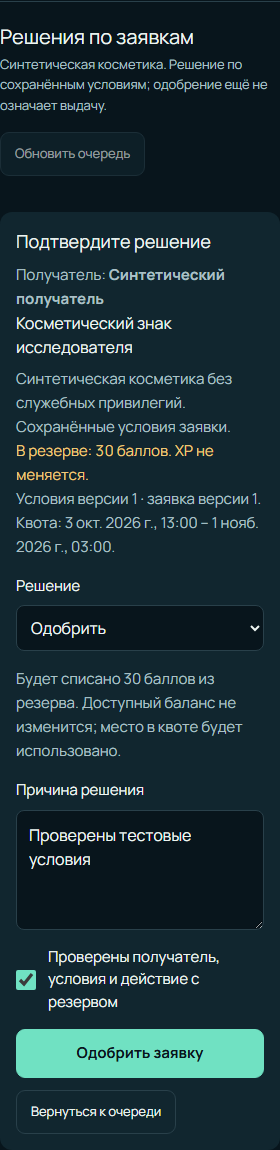 Решения по заявкам
Синтетическая косметика. Решение по
сохранённым условиям; одобрение ещё не
означает выдачу.
Обновить очередь
Подтвердите решение
Получатель: Синтетический
получатель
Косметический знак
исследователя
Синтетическая косметика без
служебных привилегий.
Сохранённые условия заявки.
В резерве: 30 баллов. XP не
меняется.
Условия версии 1 · заявка версии 1.
Квота: 3 окт. 2026 г., 13:00 – 1 нояб.
2026 г., 03:00.
Решение
Одобрить
Будет списано 30 баллов из
резерва. Доступный баланс не
изменится; место в квоте будет
использовано.
Причина решения
Проверены тестовые
условия
Проверены получатель,
условия и действие с
резервом
Одобрить заявку
Вернуться к очереди